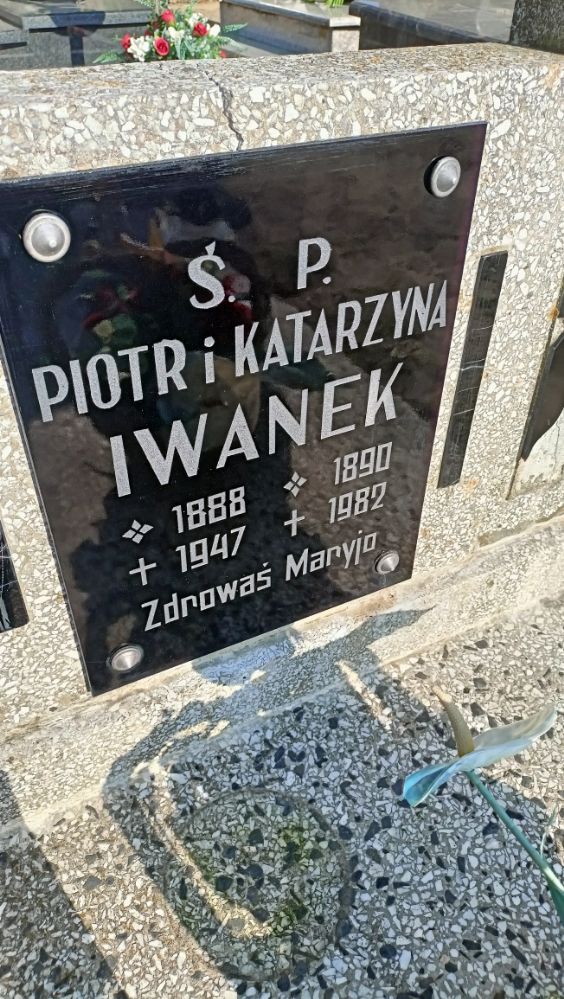 Ś. P.
PIOTR i KATARZYNA
IWANEK
1888 1890
+ 1947 + 1982
Zdrowaś Maryjo